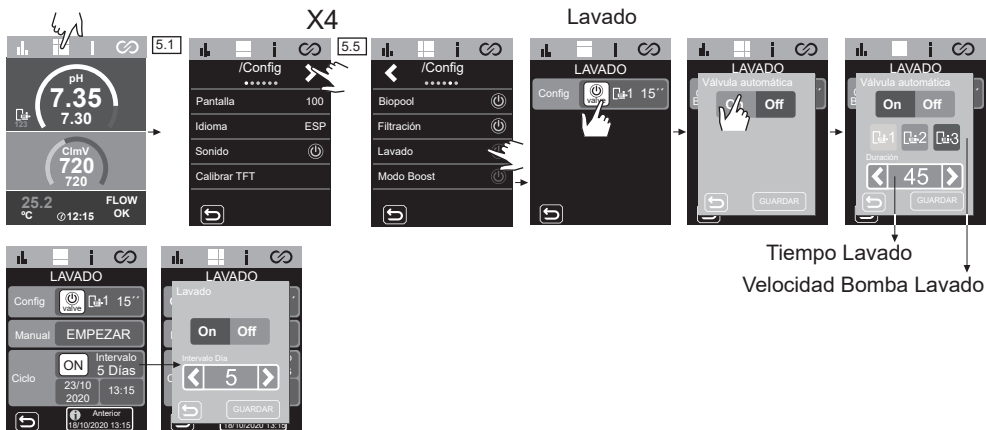 X4
Lavado
pH
7.35
7.30
123
ClmV
720
720
25.2
ºC
12:15
FLOW
OK
5.1
/Config
Pantalla 100
Idioma ESP
Sonido
Calibrar TFT
5.5
/Config
Biopool
Filtración
Lavado
Modo Boost
LAVADO
Config valve 1 15´´
LAVADO
Válvula automática
Off
GUARDAR
LAVADO
Válvula automática
On Off
1 2 3
Duración
45
GUARDAR
Tiempo Lavado
Velocidad Bomba Lavado
LAVADO
Config valve 1 15´´
Manual EMPEZAR
Ciclo ON Intervalo
5 Días
23/10
2020
13:15
i Anterior
18/10/2020 13:15
LAVADO
Lavado
On Off
Intervalo Día
5
GUARDAR
18/10/2020 13:15